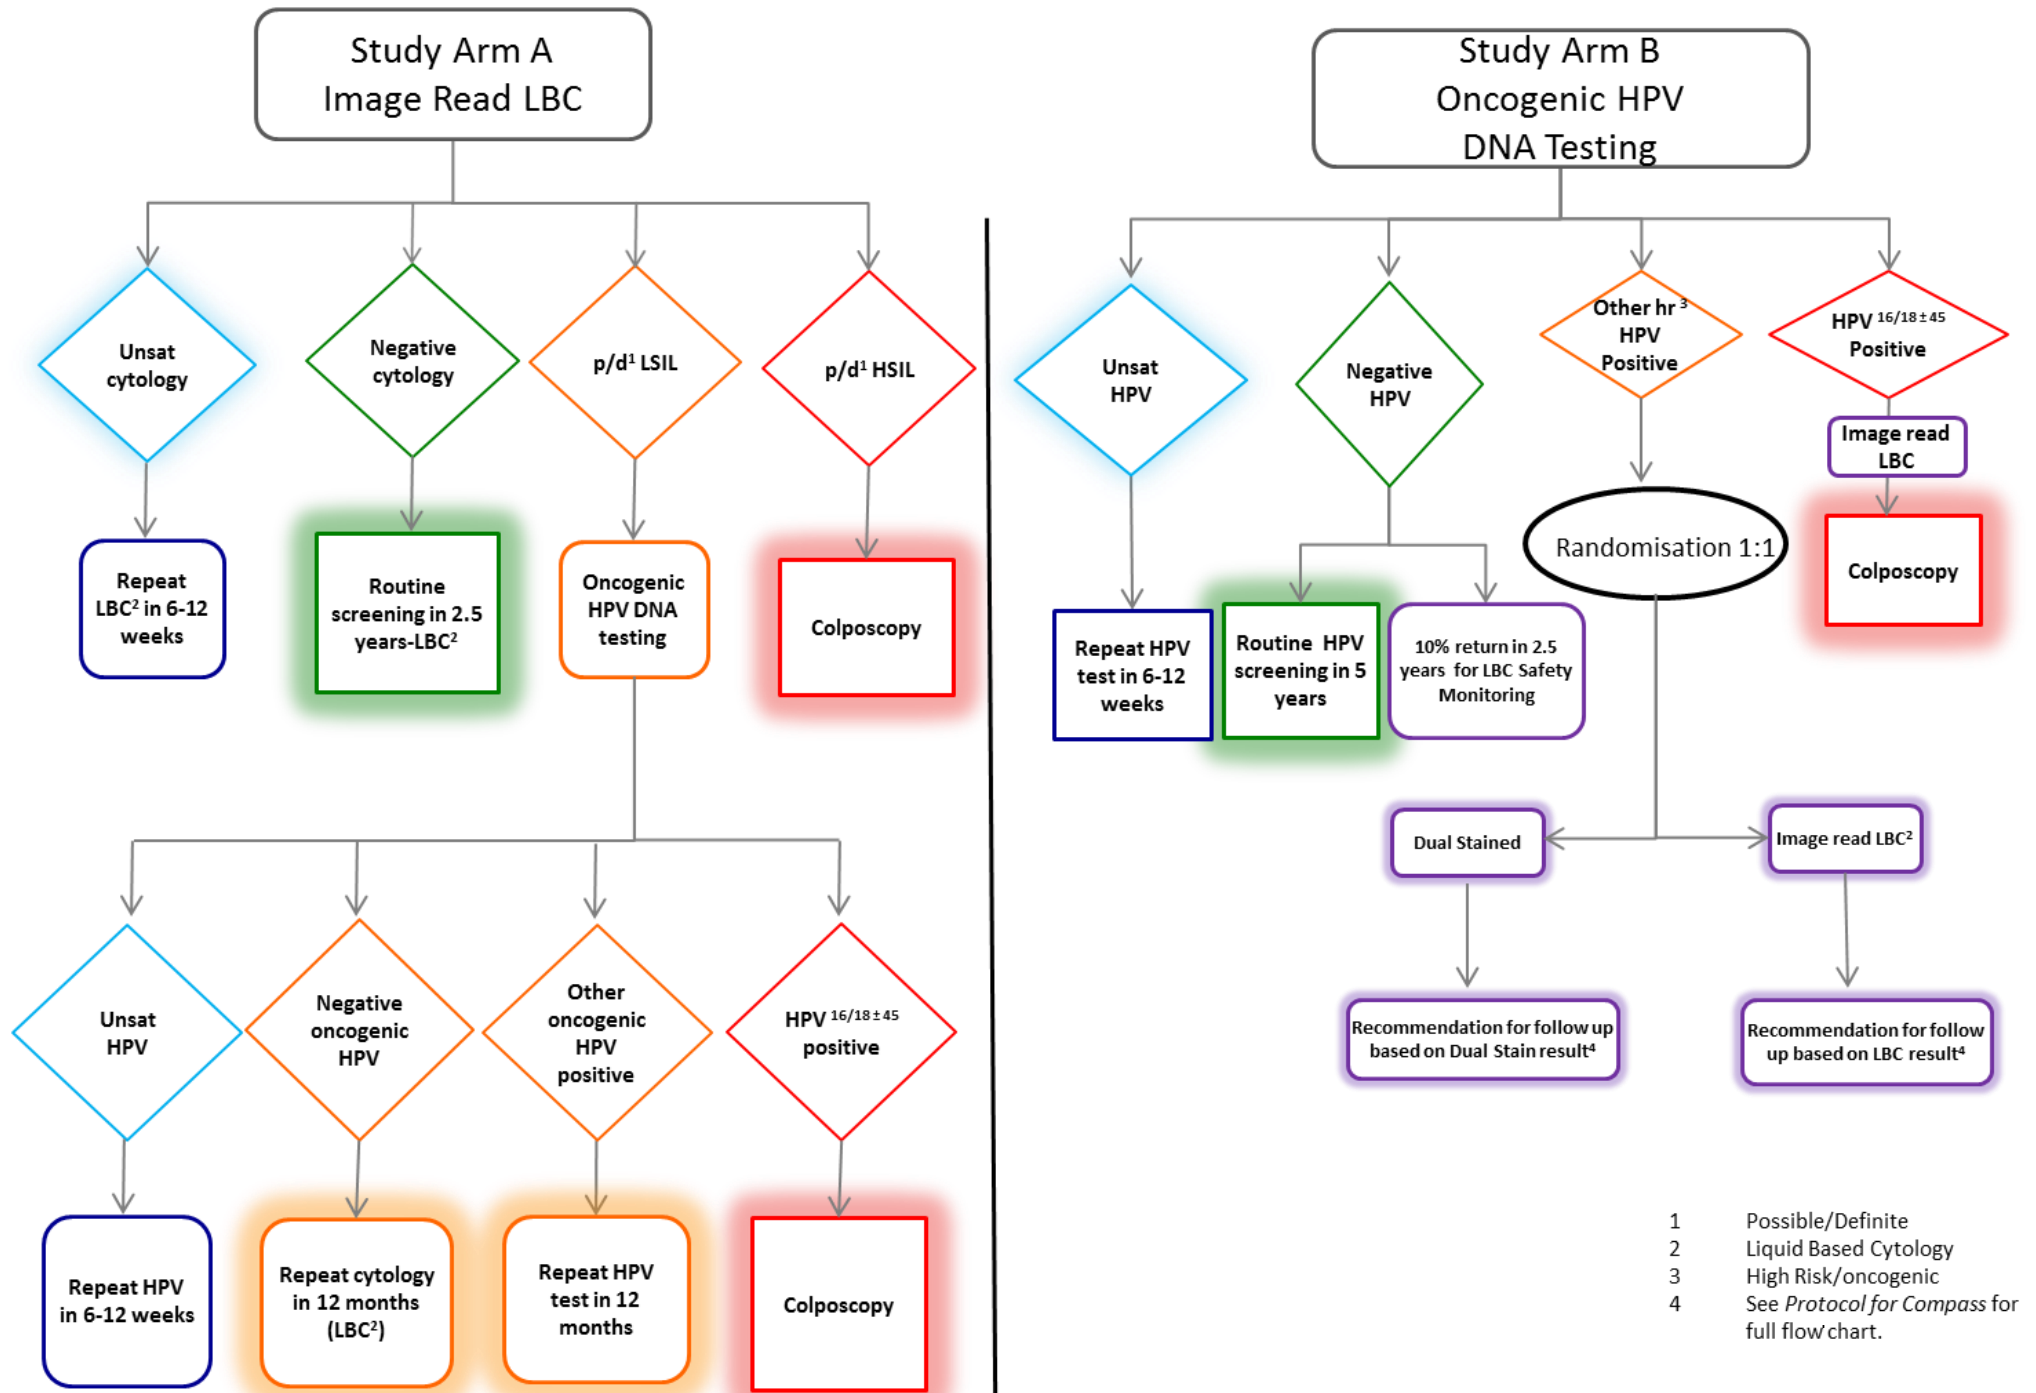 Study Arm A
Image Read LBC
Unsat
cytology
Negative
cytology
p/d¹ LSIL
p/d¹ HSIL
Repeat
LBC² in 6-12
weeks
Routine
screening in 2.5
years-LBC²
Oncogenic
HPV DNA
testing
Colposcopy
Unsat
HPV
Negative
oncogenic
HPV
Other
oncogenic
HPV
positive
HPV 16/18 ± 45
positive
Repeat HPV
in 6-12 weeks
Repeat cytology
in 12 months
(LBC²)
Repeat HPV
test in 12
months
Colposcopy
Study Arm B
Oncogenic HPV
DNA Testing
Unsat
HPV
Negative
HPV
Other hr ³
HPV
Positive
HPV 16/18 ± 45
Positive
Image read
LBC
Colposcopy
Randomisation 1:1
Repeat HPV
test in 6-12
weeks
Routine HPV
screening in 5
years
10% return in 2.5
years for LBC Safety
Monitoring
Dual Stained
Image read LBC²
Recommendation for follow up
based on Dual Stain result⁴
Recommendation for follow
up based on LBC result⁴
1 Possible/Definite
2 Liquid Based Cytology
3 High Risk/oncogenic
4 See Protocol for Compass for
full flow chart.